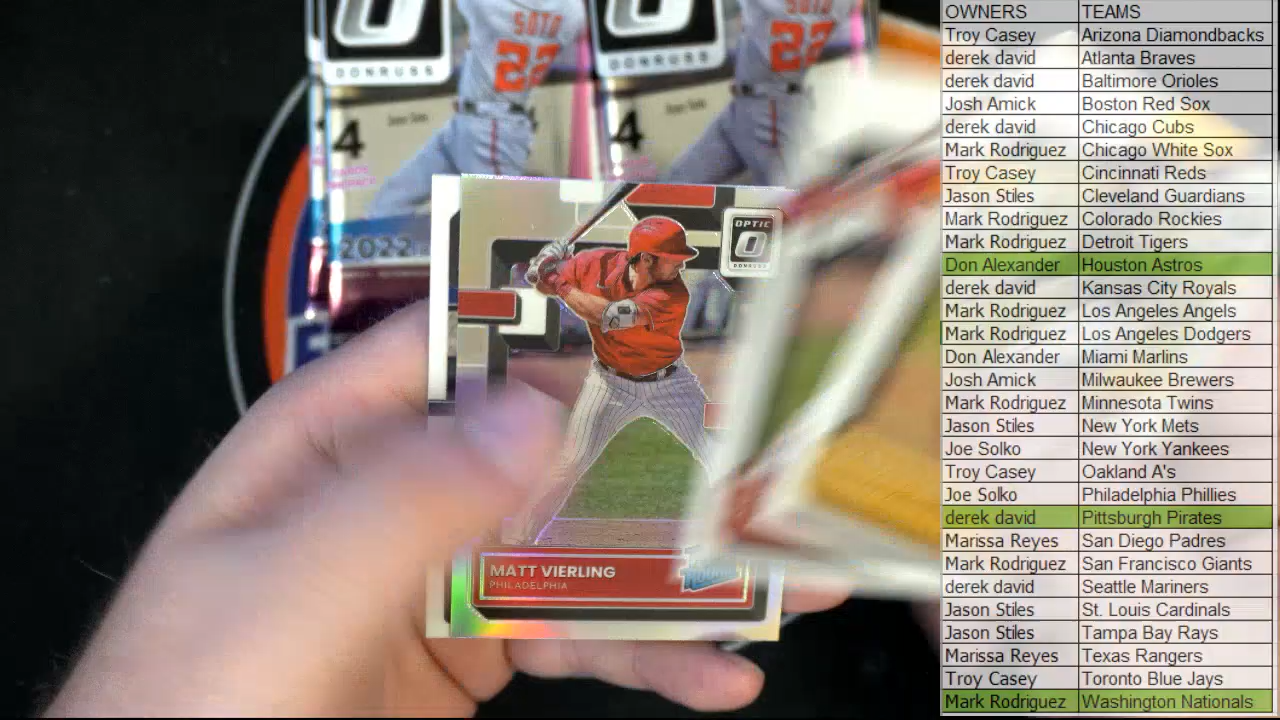 SOTO
22
DONRUSS
4
CARDS
PER PACK
2022
SOTO
22
DONRUSS
4
OPTIC
DONRUSS
MATT VIERLING
PHILADELPHIA
OWNERS TEAMS
Troy Casey Arizona Diamondbacks
derek david Atlanta Braves
derek david Baltimore Orioles
Josh Amick Boston Red Sox
derek david Chicago Cubs
Mark Rodriguez Chicago White Sox
Troy Casey Cincinnati Reds
Jason Stiles Cleveland Guardians
Mark Rodriguez Colorado Rockies
Mark Rodriguez Detroit Tigers
Don Alexander Houston Astros
derek david Kansas City Royals
Mark Rodriguez Los Angeles Angels
Mark Rodriguez Los Angeles Dodgers
Don Alexander Miami Marlins
Josh Amick Milwaukee Brewers
Mark Rodriguez Minnesota Twins
Jason Stiles New York Mets
Joe Solko New York Yankees
Troy Casey Oakland A's
Joe Solko Philadelphia Phillies
derek david Pittsburgh Pirates
Marissa Reyes San Diego Padres
Mark Rodriguez San Francisco Giants
derek david Seattle Mariners
Jason Stiles St. Louis Cardinals
Jason Stiles Tampa Bay Rays
Marissa Reyes Texas Rangers
Troy Casey Toronto Blue Jays
Mark Rodriguez Washington Nationals